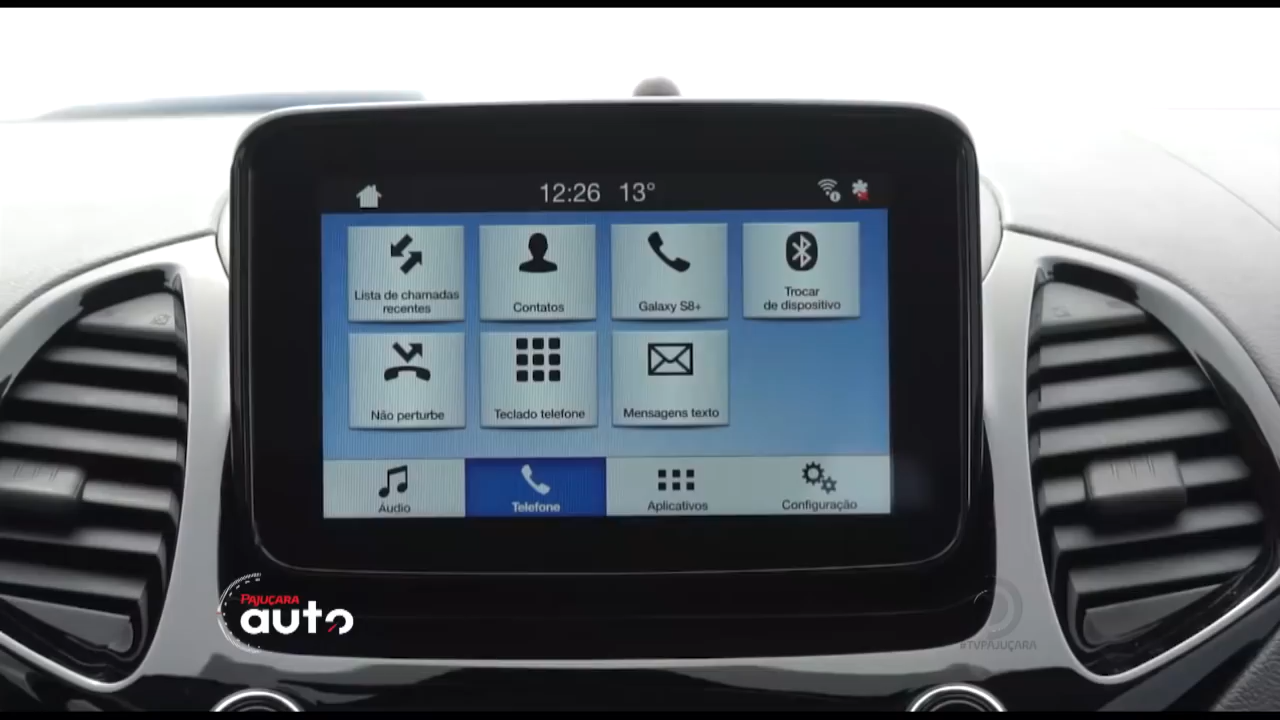 12:26 13°
Lista de chamadas
recentes
Contatos
Galaxy S8+
Trocar
de dispositivo
Não perturbe
Teclado telefone
Mensagens texto
Áudio
Telefone
Aplicativos
Configuração
PAJUÇARA
auto
#TVPAJUÇARA